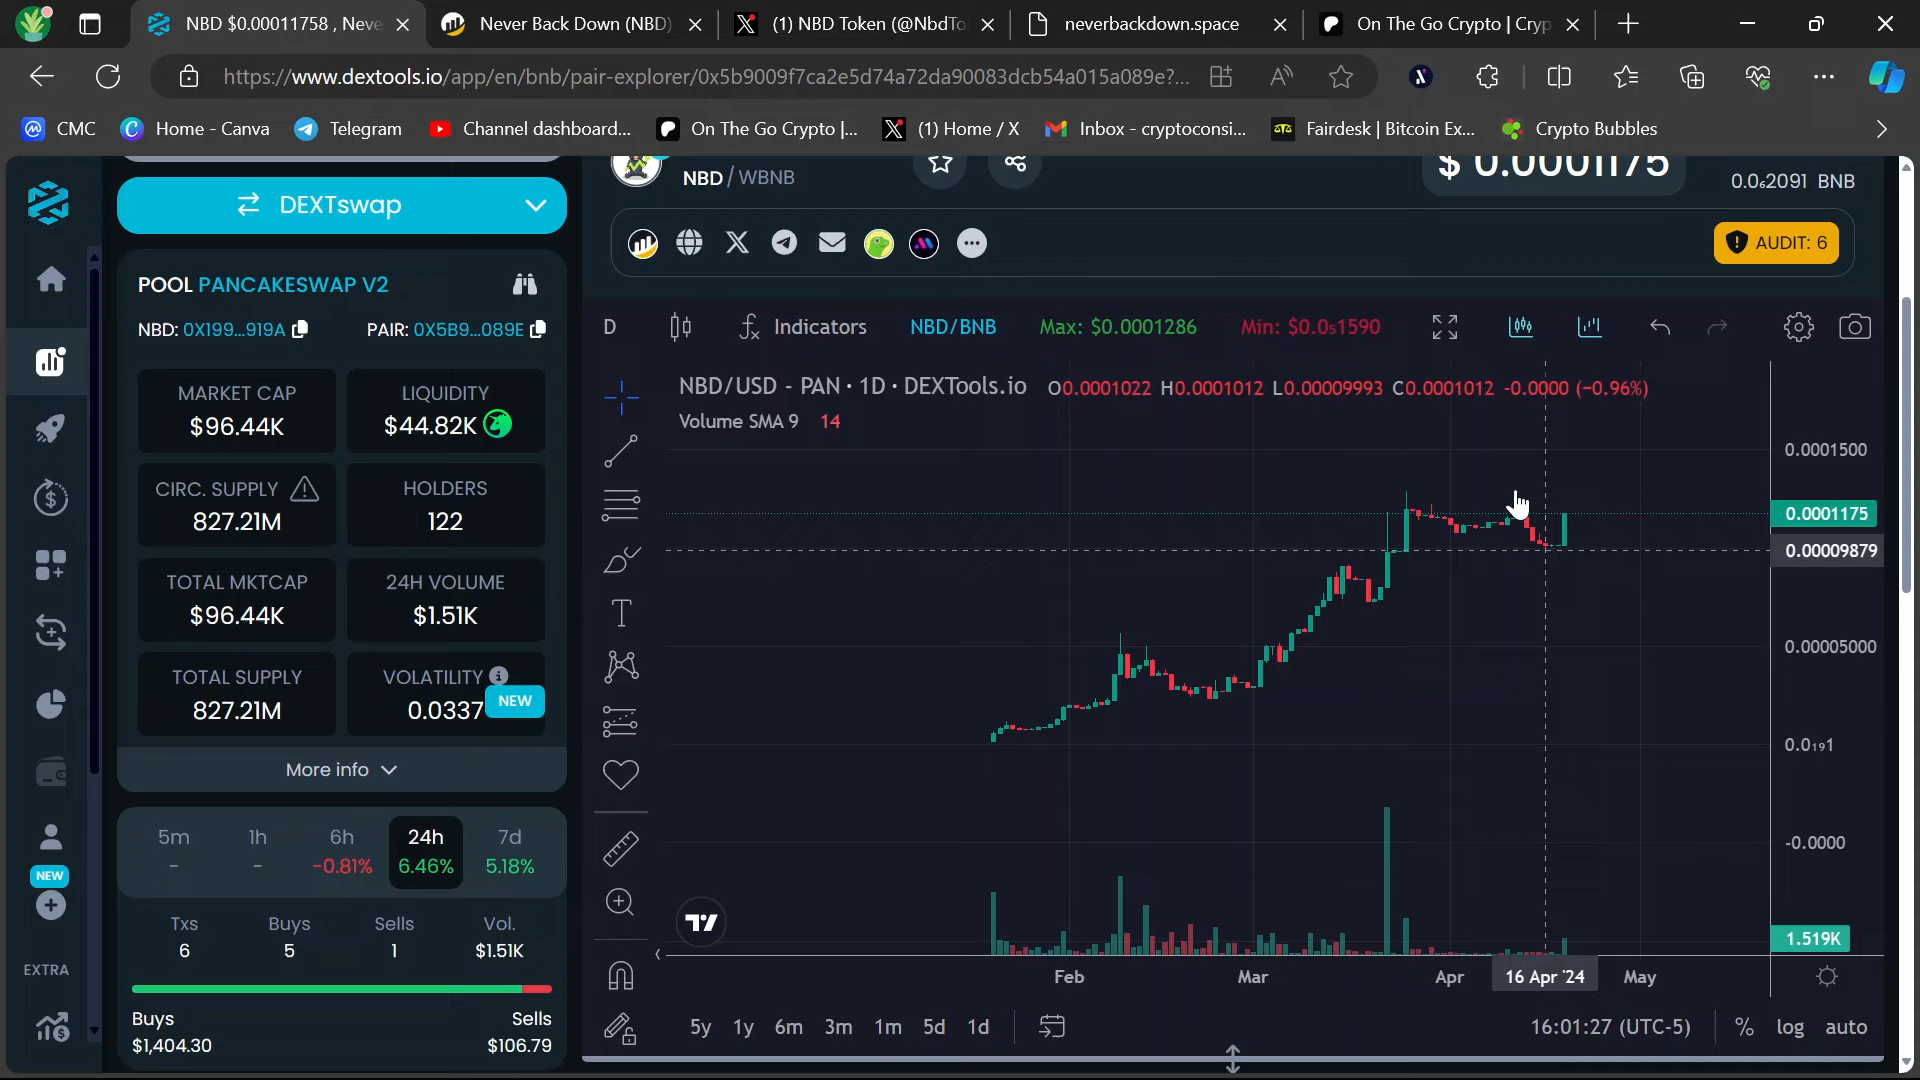 NBD $0.00011758 , Neve
Never Back Down (NBD)
(1) NBD Token (@NbdTo
neverbackdown.space
On The Go Crypto | Cryp
https://www.dextools.io/app/en/bnb/pair-explorer/0x5b9009f7ca2e5d74a72da90083dcb54a015a089e?...
CMC
Home - Canva
Telegram
Channel dashboard...
On The Go Crypto |...
(1) Home / X
Inbox - cryptoconsi...
Fairdesk | Bitcoin Ex...
Crypto Bubbles
DEXTswap
NBD / WBNB
$ 0.0001175
0.0₆2091 BNB
AUDIT: 6
POOL PANCAKESWAP V2
NBD: 0X199...919A
PAIR: 0X5B9...089E
MARKET CAP
$96.44K
LIQUIDITY
$44.82K
CIRC. SUPPLY
827.21M
HOLDERS
122
TOTAL MKTCAP
$96.44K
24H VOLUME
$1.51K
TOTAL SUPPLY
827.21M
VOLATILITY
0.0337
NEW
More info
5m
-
1h
-
6h
-0.81%
24h
6.46%
7d
5.18%
Txs
6
Buys
5
Sells
1
Vol.
$1.51K
Buys
$1,404.30
Sells
$106.79
NEW
EXTRA
D
Indicators
NBD/BNB
Max: $0.0001286
Min: $0.0₅1590
NBD/USD - PAN · 1D · DEXTools.io O0.0001022 H0.0001012 L0.00009993 C0.0001012 -0.0000 (-0.96%)
Volume SMA 9 14
0.0001500
0.0001175
0.00009879
0.00005000
0.0₁₉1
-0.0000
1.519K
Feb
Mar
Apr
16 Apr '24
May
5y 1y 6m 3m 1m 5d 1d
16:01:27 (UTC-5)
% log auto